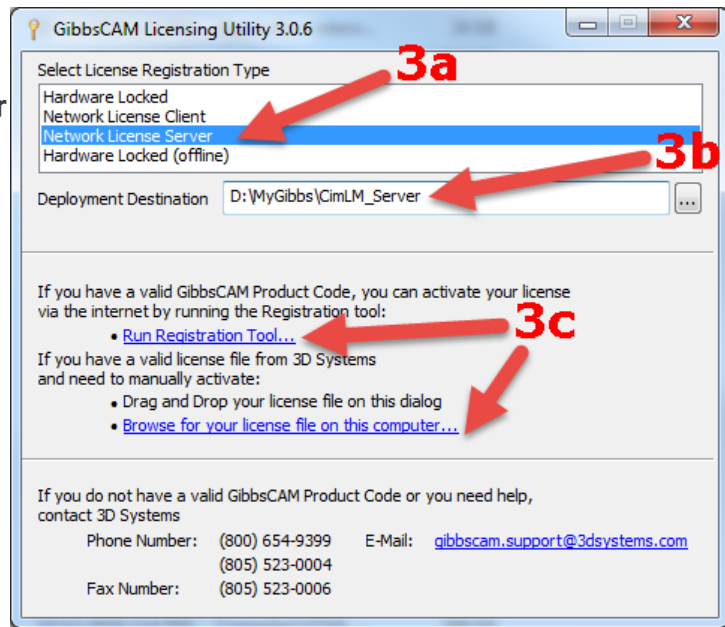 GibbsCAM Licensing Utility 3.0.6
Select License Registration Type
3a
Hardware Locked
r
Network License Client
Network License Server
Hardware Locked (offline)
3b
Deployment Destination D:\MyGibbs\CimLM_Server ...
If you have a valid GibbsCAM Product Code, you can activate your license
via the internet by running the Registration tool:
3c
• Run Registration Tool...
If you have a valid license file from 3D Systems
and need to manually activate:
• Drag and Drop your license file on this dialog
• Browse for your license file on this computer...
If you do not have a valid GibbsCAM Product Code or you need help,
contact 3D Systems
Phone Number: (800) 654-9399 E-Mail: gibbscam.support@3dsystems.com
(805) 523-0004
Fax Number: (805) 523-0006